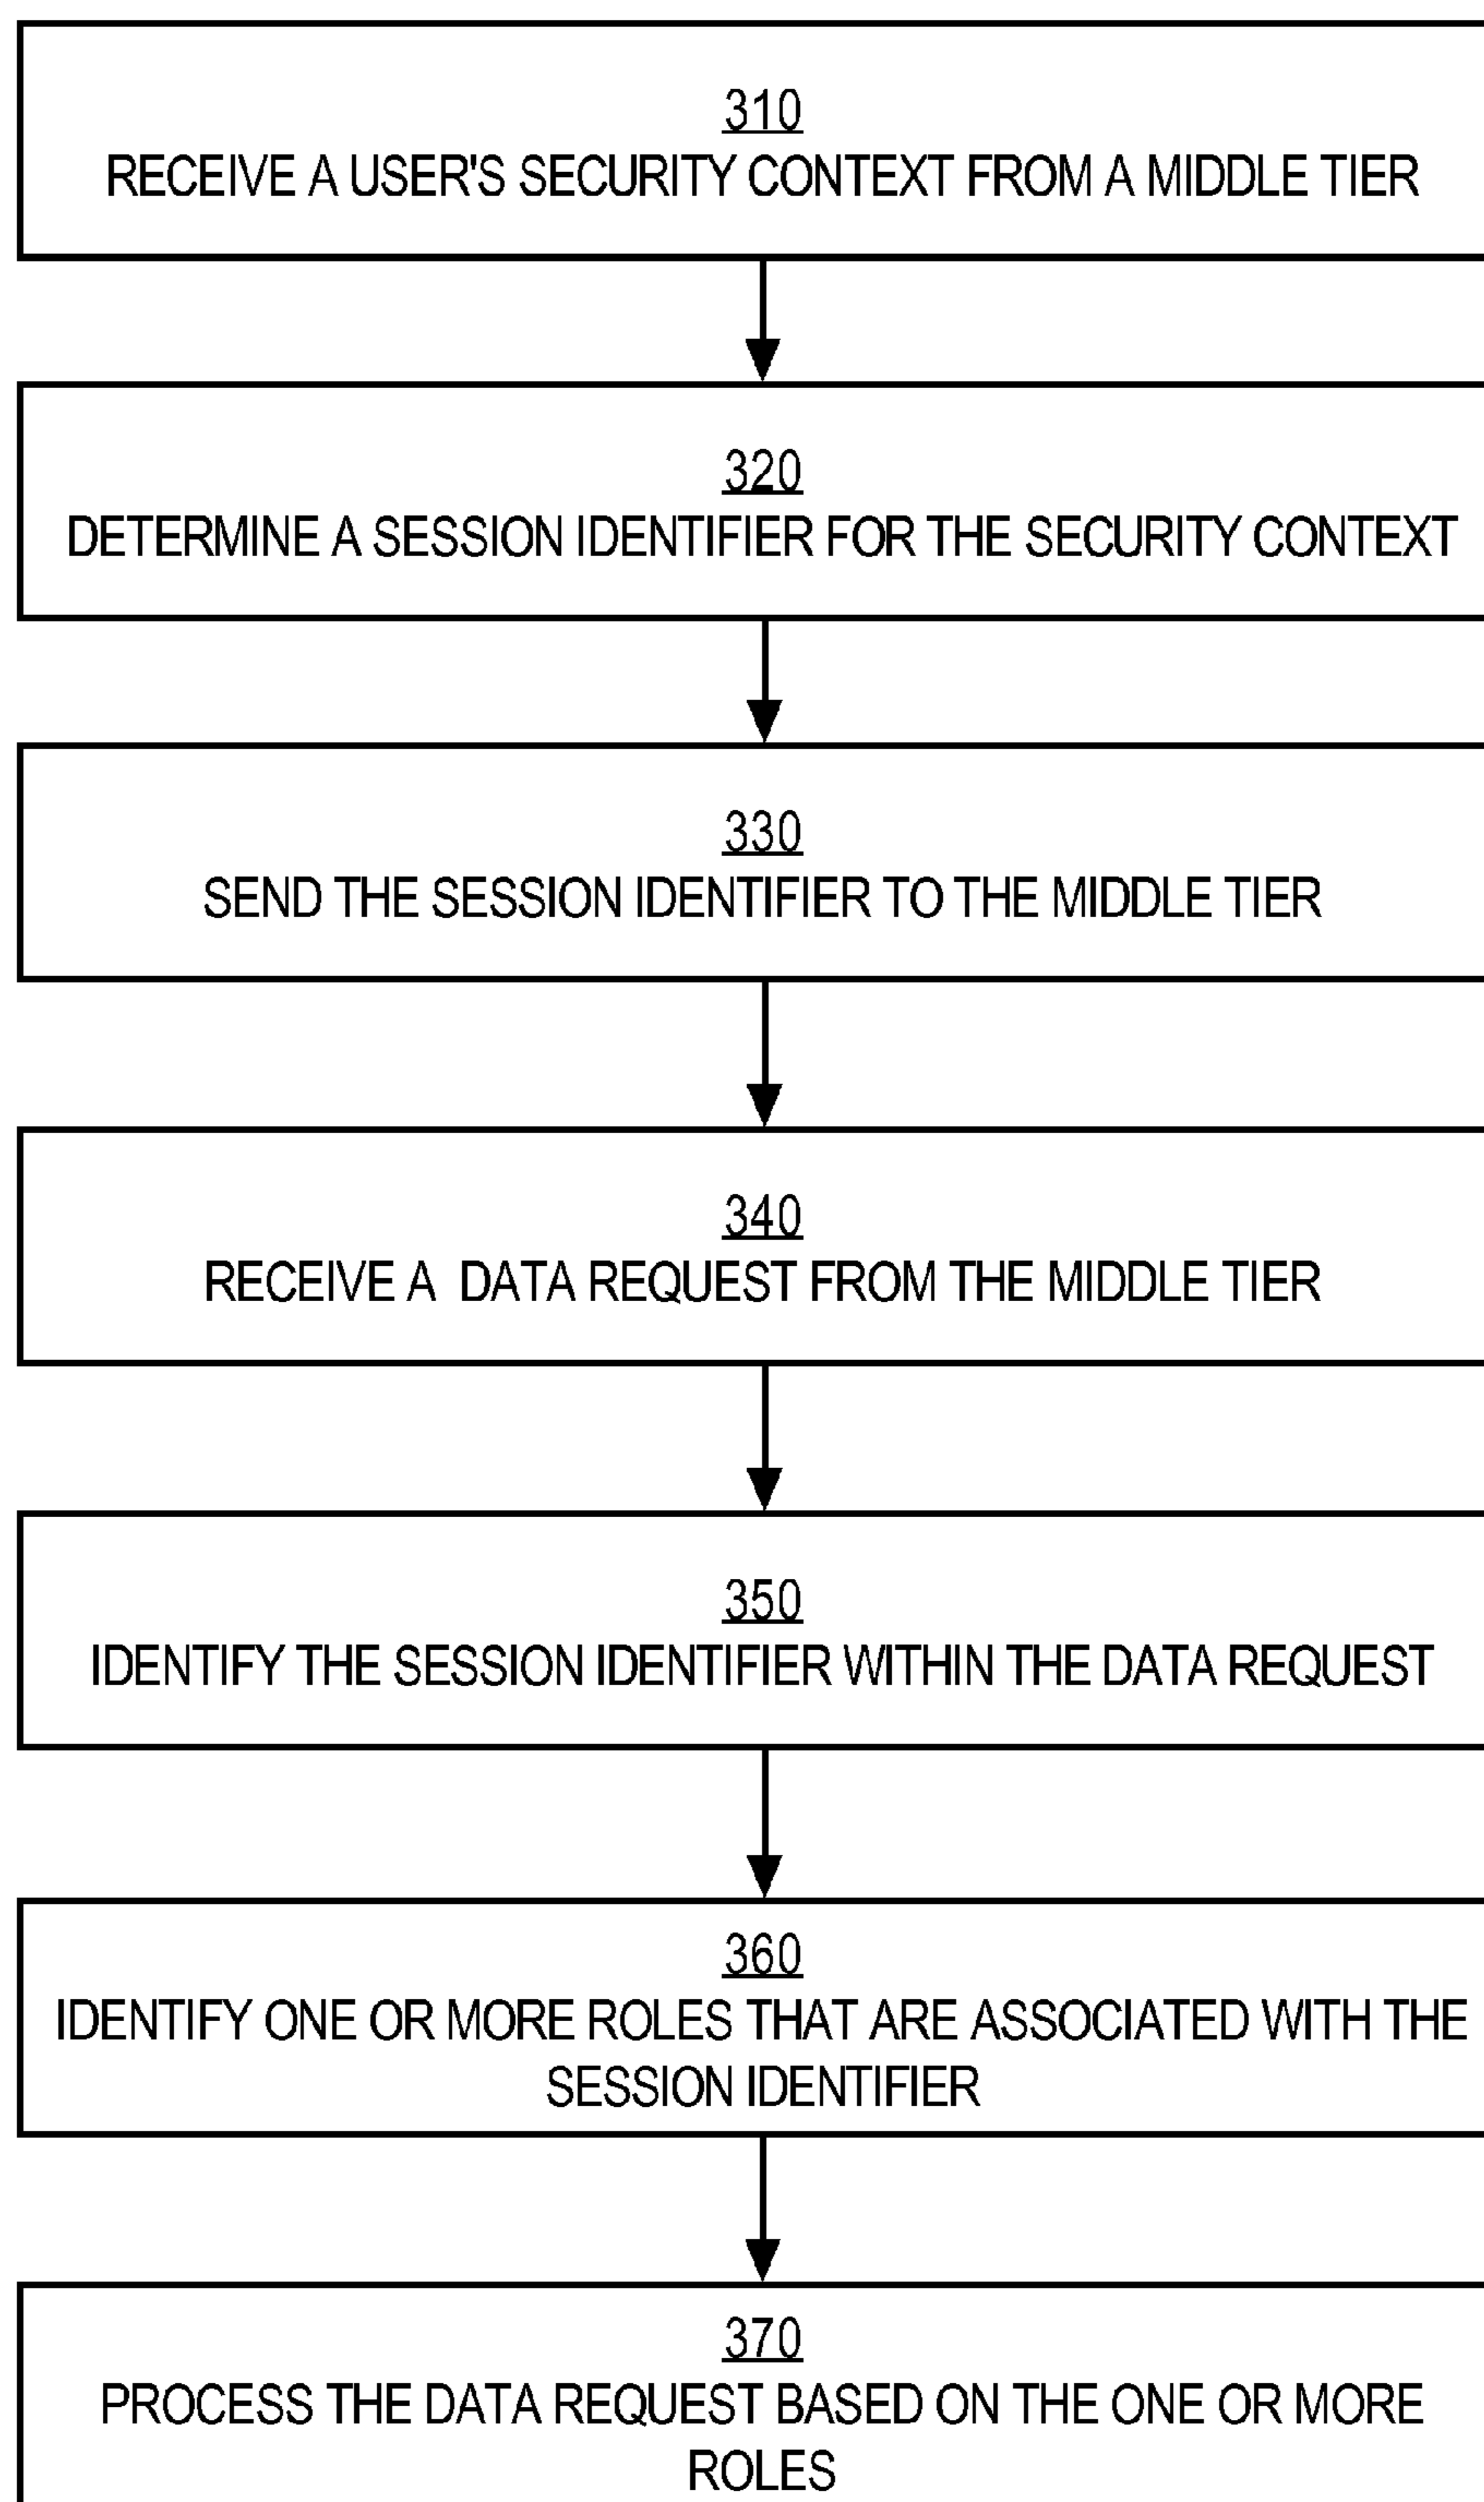 310
RECEIVE A USER'S SECURITY CONTEXT FROM A MIDDLE TIER
320
DETERMINE A SESSION IDENTIFIER FOR THE SECURITY CONTEXT
330
SEND THE SESSION IDENTIFIER TO THE MIDDLE TIER
340
RECEIVE A DATA REQUEST FROM THE MIDDLE TIER
350
IDENTIFY THE SESSION IDENTIFIER WITHIN THE DATA REQUEST
360
IDENTIFY ONE OR MORE ROLES THAT ARE ASSOCIATED WITH THE
SESSION IDENTIFIER
370
PROCESS THE DATA REQUEST BASED ON THE ONE OR MORE
ROLES